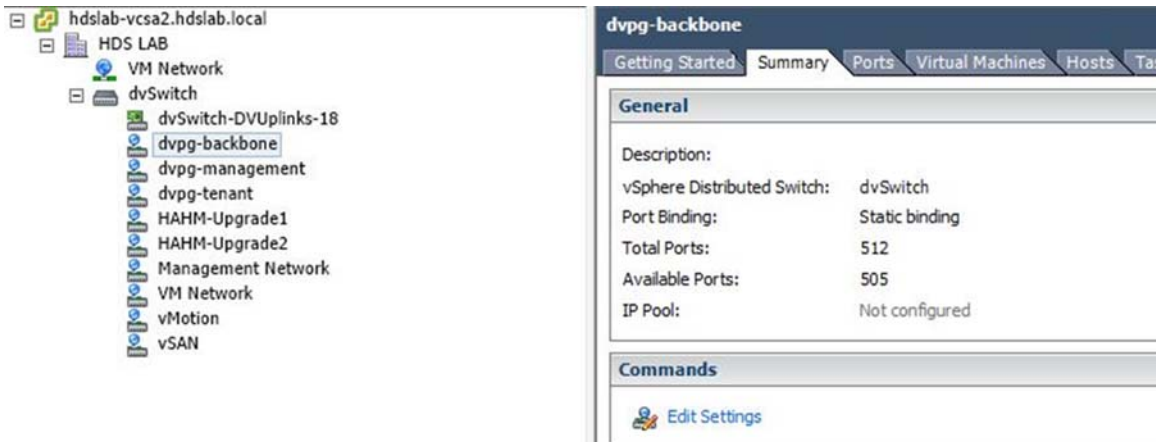 hdslab-vcsa2.hdslab.local
HDS LAB
VM Network
dvSwitch
dvSwitch-DVUplinks-18
dvpg-backbone
dvpg-management
dvpg-tenant
HAHM-Upgrade1
HAHM-Upgrade2
Management Network
VM Network
vMotion
vSAN
dvpg-backbone
Getting Started Summary Ports Virtual Machines Hosts Ta
General
Description:
vSphere Distributed Switch: dvSwitch
Port Binding: Static binding
Total Ports: 512
Available Ports: 505
IP Pool: Not configured
Commands
Edit Settings